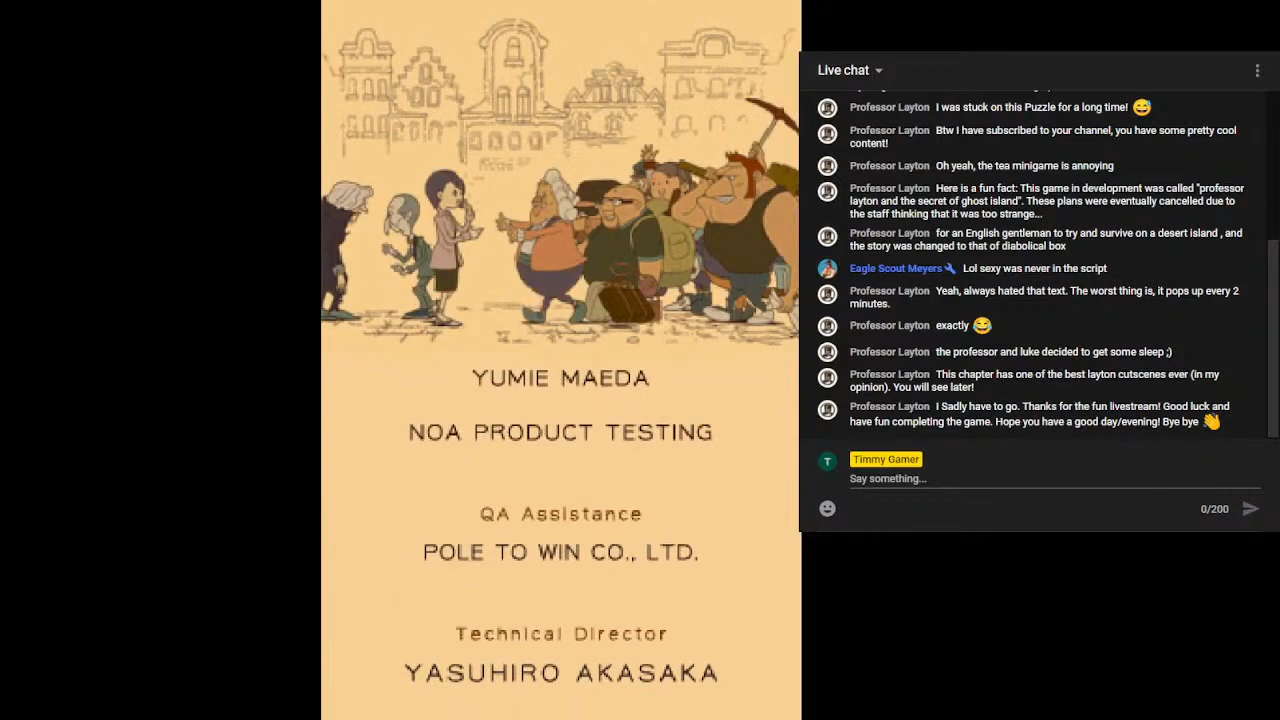 YUMIE MAEDA
NOA PRODUCT TESTING
QA Assistance
POLE TO WIN CO., LTD.
Technical Director
YASUHIRO AKASAKA
Live chat
Professor Layton I was stuck on this Puzzle for a long time! 😅
Professor Layton Btw I have subscribed to your channel, you have some pretty cool
content!
Professor Layton Oh yeah, the tea minigame is annoying
Professor Layton Here is a fun fact: This game in development was called "professor
layton and the secret of ghost island". These plans were eventually cancelled due to
the staff thinking that it was too strange...
Professor Layton for an English gentleman to try and survive on a desert island , and
the story was changed to that of diabolical box
Eagle Scout Meyers Lol sexy was never in the script
Professor Layton Yeah, always hated that text. The worst thing is, it pops up every 2
minutes.
Professor Layton exactly 😂
Professor Layton the professor and luke decided to get some sleep ;)
Professor Layton This chapter has one of the best layton cutscenes ever (in my
opinion). You will see later!
Professor Layton I Sadly have to go. Thanks for the fun livestream! Good luck and
have fun completing the game. Hope you have a good day/evening! Bye bye 👋
T
Timmy Gamer
Say something...
0/200